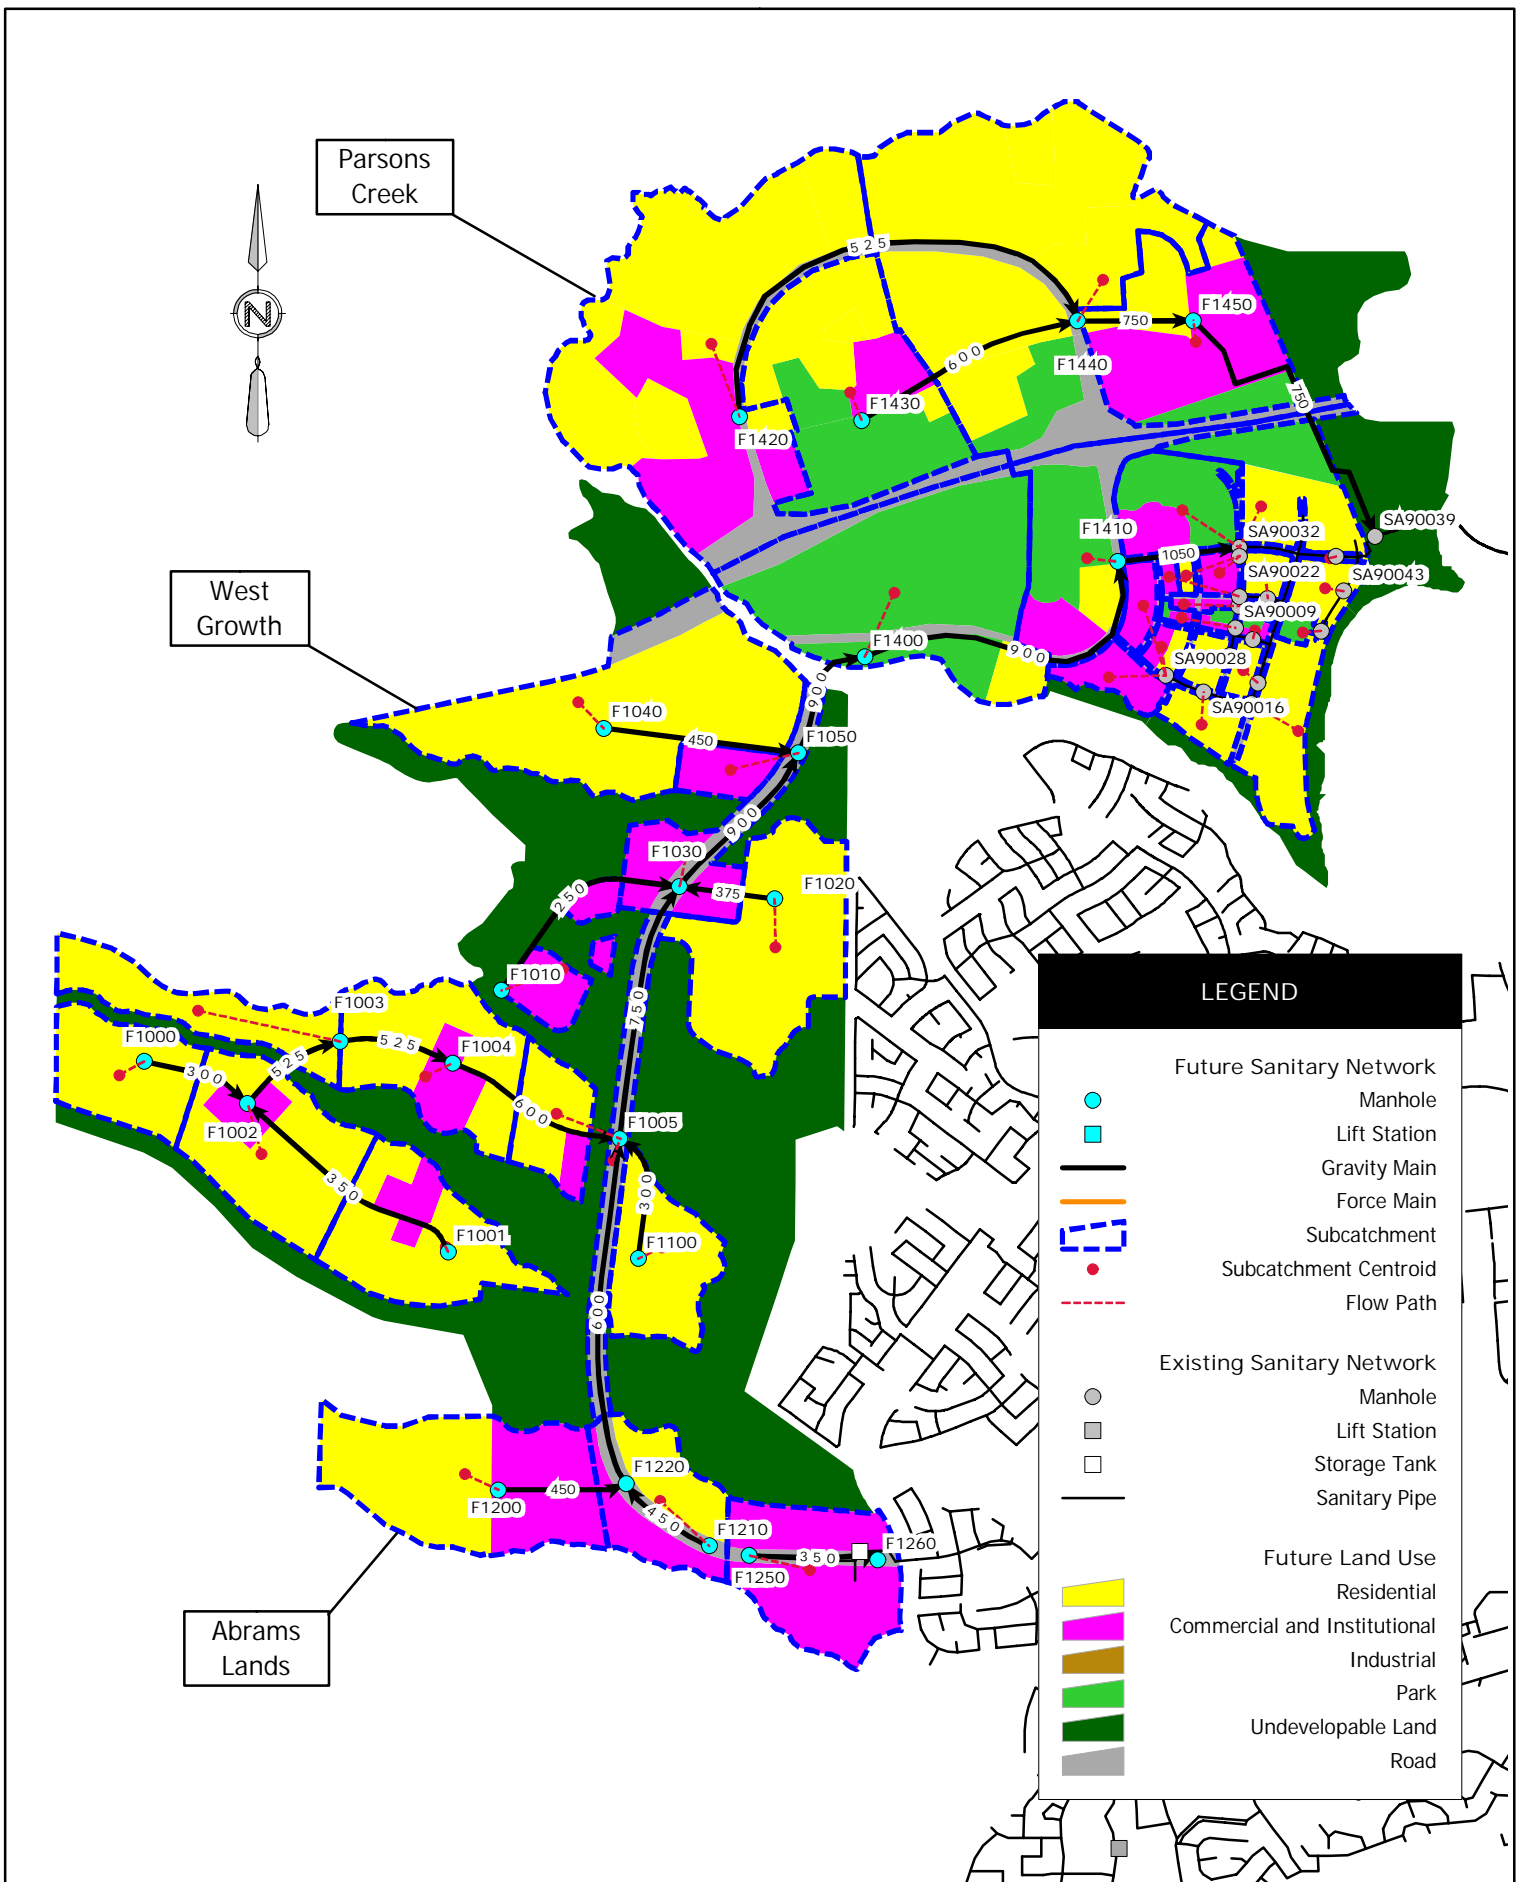 Parsons
Creek
N
525
F1450
750
F1440
600
F1430
F1420
750
SA90039
F1410
SA90032
1050
SA90022
SA90043
SA90009
West
Growth
F1400
900
SA90028
900
SA90016
F1040
450
F1050
900
F1030
250
375
F1020
F1010
750
F1003
F1000
525
525
F1004
300
600
F1002
F1005
350
300
F1001
F1100
600
F1220
F1200
450
450
F1210
F1260
350
F1250
Abrams
Lands
LEGEND
Future Sanitary Network
Manhole
Lift Station
Gravity Main
Force Main
Subcatchment
Subcatchment Centroid
Flow Path
Existing Sanitary Network
Manhole
Lift Station
Storage Tank
Sanitary Pipe
Future Land Use
Residential
Commercial and Institutional
Industrial
Park
Undevelopable Land
Road